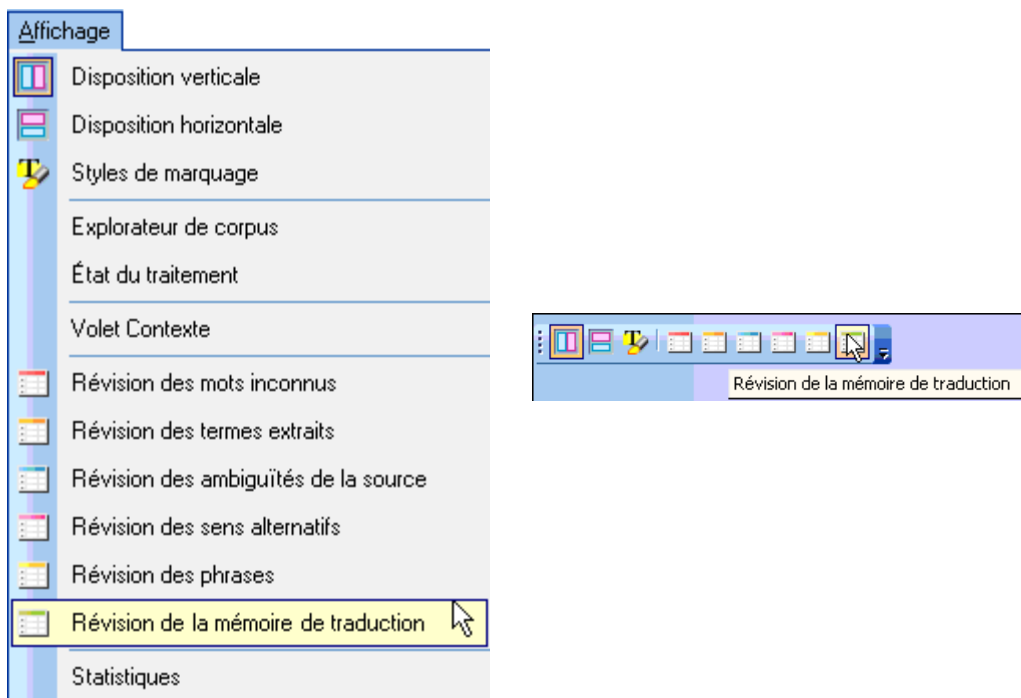 Affichage
Disposition verticale
Disposition horizontale
Styles de marquage
Explorateur de corpus
État du traitement
Volet Contexte
Révision des mots inconnus
Révision des termes extraits
Révision des ambiguïtés de la source
Révision des sens alternatifs
Révision des phrases
Révision de la mémoire de traduction
Statistiques
Révision de la mémoire de traduction